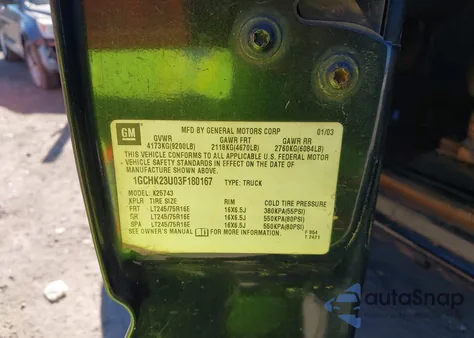 GM
MFD BY GENERAL MOTORS CORP 01/03
GVWR GAWR FRT GAWR RR
4173KG(9200LB) 2118KG(4670LB) 2760KG(6084LB)
THIS VEHICLE CONFORMS TO ALL APPLICABLE U.S. FEDERAL MOTOR
VEHICLE SAFETY STANDARDS IN EFFECT ON THE DATE OF
MANUFACTURE SHOWN ABOVE.
1GCHK23U03F180167 TYPE: TRUCK
MODEL: K25743
XPLR TIRE SIZE RIM COLD TIRE PRESSURE
FRT LT245/75R16E 16X6.5J 380KPA(55PSI)
RR LT245/75R16E 16X6.5J 550KPA(80PSI)
SPA LT245/75R16E 16X6.5J 550KPA(80PSI)
SEE OWNER'S MANUAL FOR MORE INFORMATION.
autoSnap